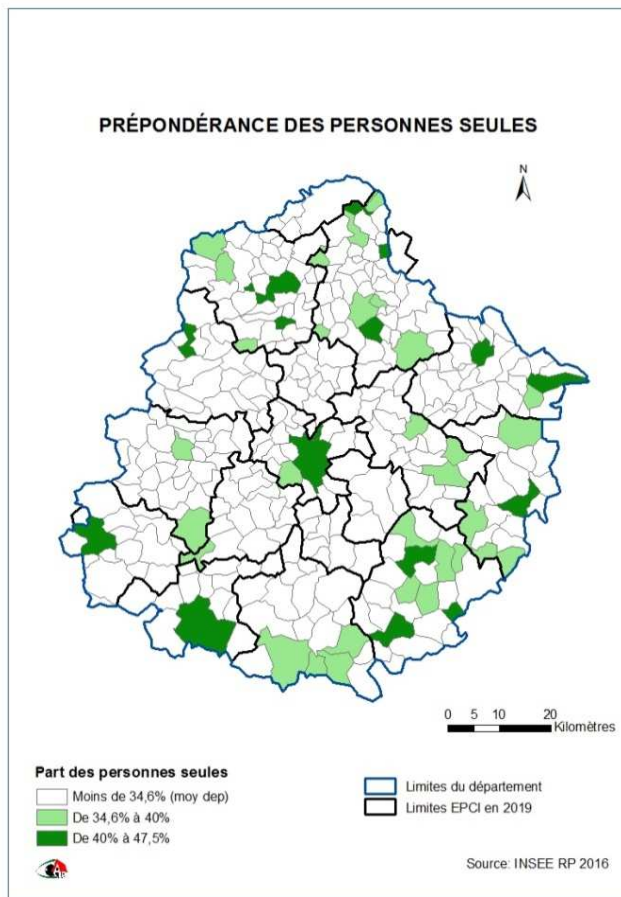 PRÉPONDÉRANCE DES PERSONNES SEULES
N
0 5 10 20
Kilomètres
Part des personnes seules
Moins de 34,6% (moy dep)
De 34,6% à 40%
De 40% à 47,5%
Limites du département
Limites EPCI en 2019
Source: INSEE RP 2016